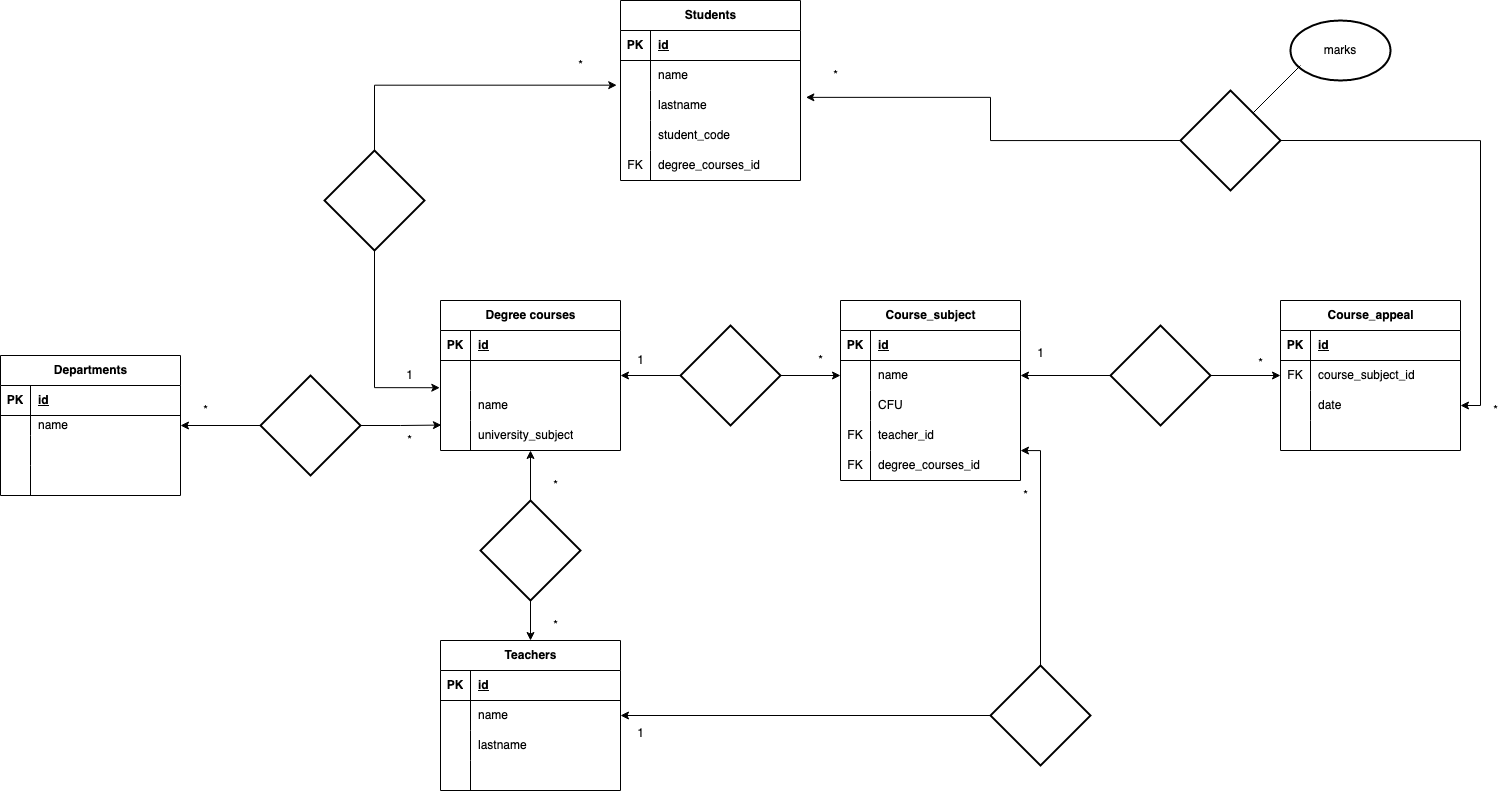 Students
PK id
name
lastname
student_code
FK degree_courses_id
*
*
marks
Departments
PK id
name
*
*
1
Degree courses
PK id
name
university_subject
1
*
Course_subject
PK id
name
CFU
FK teacher_id
FK degree_courses_id
1
*
Course_appeal
PK id
FK course_subject_id
date
*
*
*
*
Teachers
PK id
name
lastname
1